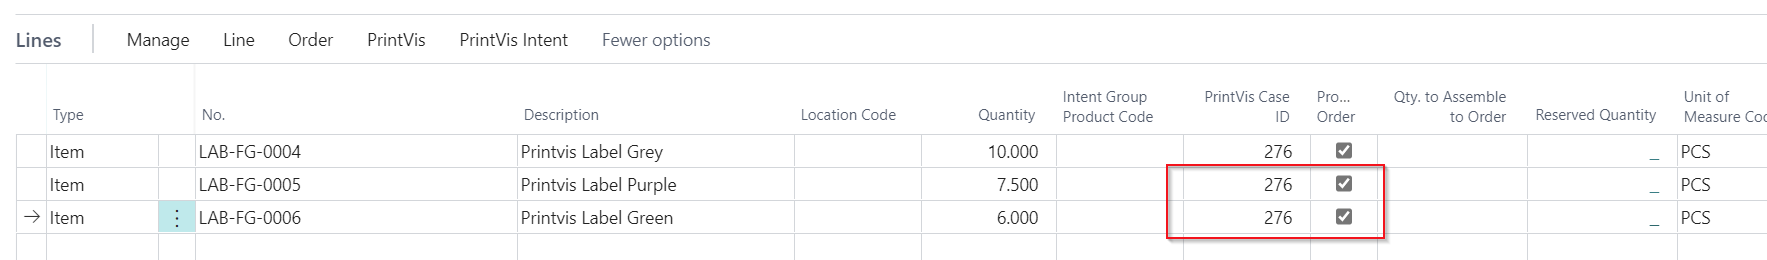 Lines Manage Line Order PrintVis PrintVis Intent Fewer options
Type No. Description Location Code Quantity Intent Group Product Code PrintVis Case ID Pro... Order Qty. to Assemble to Order Reserved Quantity Unit of Measure Coc
Item LAB-FG-0004 Printvis Label Grey 10.000 276 _ PCS
Item LAB-FG-0005 Printvis Label Purple 7.500 276 _ PCS
Item LAB-FG-0006 Printvis Label Green 6.000 276 _ PCS